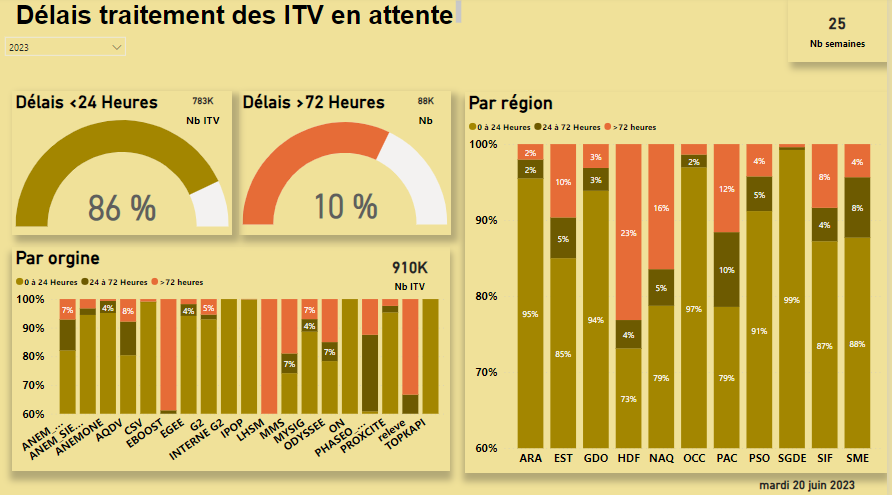 Délais traitement des ITV en attente
25
Nb semaines
2023
Délais <24 Heures
783K
Nb ITV
86 %
Délais >72 Heures
88K
Nb
10 %
Par orgine
910K
Nb ITV
0 à 24 Heures 24 à 72 Heures >72 heures
100%
90%
80%
70%
60%
7%
4%
8%
4%
5%
7%
7%
4%
7%
ANEM_...
ANEM_SIE...
ANEMONE
AQDV
CSV
EBOOST
EGEE
G2
INTERNE G2
IPOP
LHSM
MMS
MYSIG
ODYSSEE
ON
PHASEO_...
PROXCITE
releve
TOPKAPI
Par région
0 à 24 Heures 24 à 72 Heures >72 heures
100%
90%
80%
70%
60%
2% 10% 3% 23% 16% 2% 12% 4% 8% 4%
2% 5% 3% 4% 5% 10% 5% 4% 8%
95% 85% 94% 73% 79% 97% 79% 91% 99% 87% 88%
ARA EST GDO HDF NAQ OCC PAC PSO SGDE SIF SME
mardi 20 juin 2023